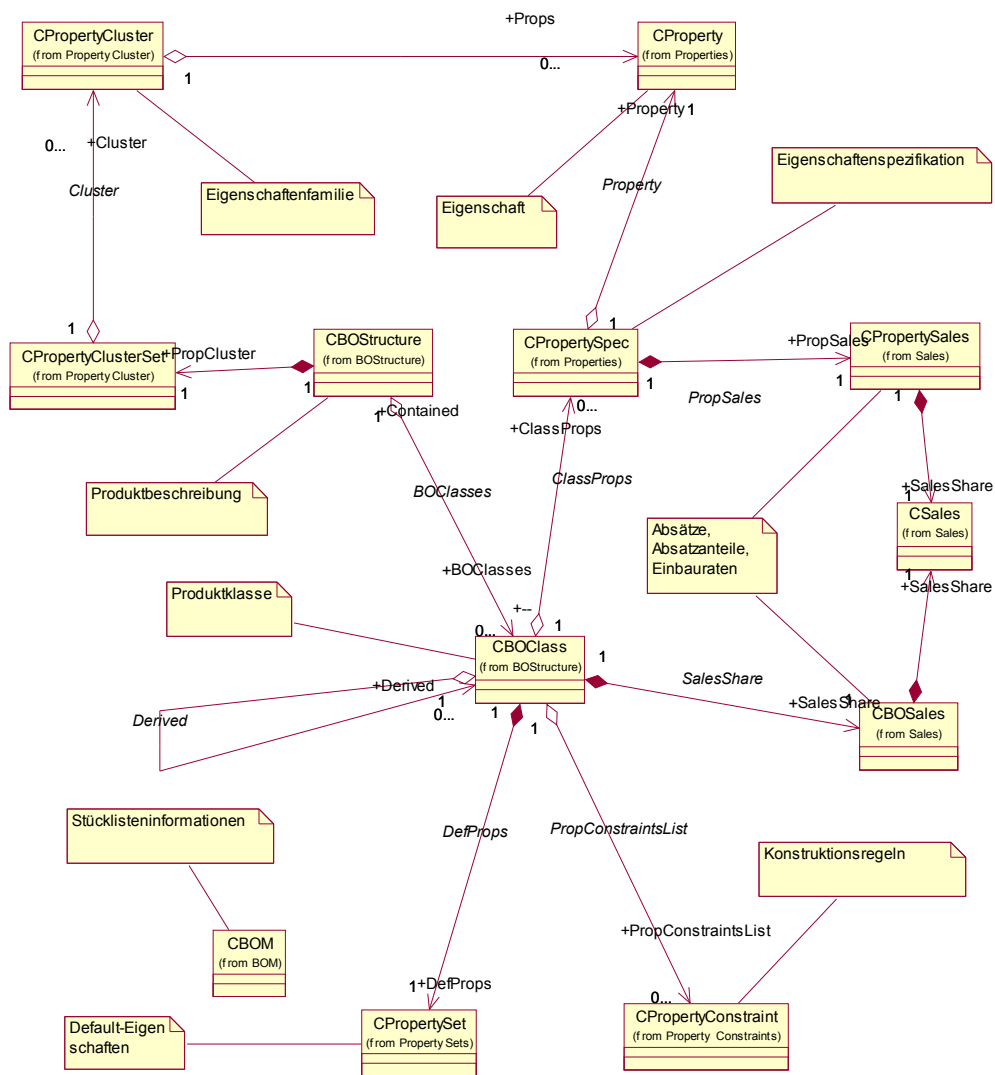 +Props
CPropertyCluster
(from Property Cluster)
1
0...
CProperty
(from Properties)
+Property
1
0...
+Cluster
Cluster
Eigenschaftenfamilie
Eigenschaft
Property
Eigenschaftenspezifikation
1
1
CPropertyClusterSet
(from Property Cluster)
+PropCluster
1
CBOStructure
(from BOStructure)
1
+Contained
1
CPropertySpec
(from Properties)
1
+PropSales
PropSales
1
CPropertySales
(from Sales)
1
0...
+ClassProps
ClassProps
BOClasses
Produktbeschreibung
+SalesShare
1
CSales
(from Sales)
1
+SalesShare
Absätze,
Absatzanteile,
Einbauraten
+BOClasses
Produktklasse
+--
0...
1
CBOClass
(from BOStructure)
1
SalesShare
+SalesShare
1
CBOSales
(from Sales)
+Derived
1
0...
Derived
1
1
Stücklisteninformationen
DefProps
PropConstraintsList
Konstruktionsregeln
CBOM
(from BOM)
+PropConstraintsList
1
+DefProps
0...
Default-Eigen
schaften
CPropertySet
(from Property Sets)
CPropertyConstraint
(from Property Constraints)